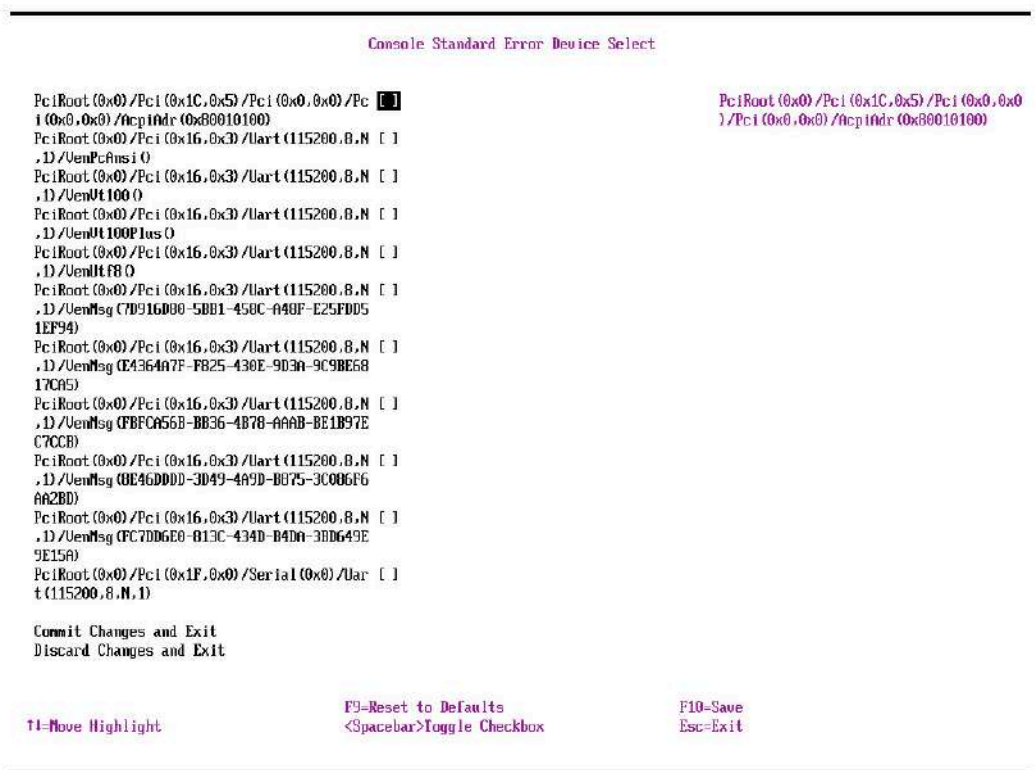 Console Standard Error Device Select
PciRoot(0x0)/Pci(0x1C,0x5)/Pci(0x0,0x0)/Pc [ ]
i(0x0,0x0)/AcpiAdr(0x80010100)
PciRoot(0x0)/Pci(0x16,0x3)/Uart(115200,8,N [ ]
,1)/VenPcAnsi()
PciRoot(0x0)/Pci(0x16,0x3)/Uart(115200,8,N [ ]
,1)/VenVt100()
PciRoot(0x0)/Pci(0x16,0x3)/Uart(115200,8,N [ ]
,1)/VenVt100Plus()
PciRoot(0x0)/Pci(0x16,0x3)/Uart(115200,8,N [ ]
,1)/VenUtf8()
PciRoot(0x0)/Pci(0x16,0x3)/Uart(115200,8,N [ ]
,1)/VenMsg(7D916D80-5BB1-458C-A48F-E25FDD5
1EF94)
PciRoot(0x0)/Pci(0x16,0x3)/Uart(115200,8,N [ ]
,1)/VenMsg(E4364A7F-F825-430E-9D3A-9C9BE68
17CA5)
PciRoot(0x0)/Pci(0x16,0x3)/Uart(115200,8,N [ ]
,1)/VenMsg(FBFCA56B-BB36-4B78-AAAB-BE1B97E
C7CCB)
PciRoot(0x0)/Pci(0x16,0x3)/Uart(115200,8,N [ ]
,1)/VenMsg(8E46DDDD-3D49-4A9D-B875-3C086F6
AA2BD)
PciRoot(0x0)/Pci(0x16,0x3)/Uart(115200,8,N [ ]
,1)/VenMsg(FC7DD6E0-813C-434D-B4DA-3BD649E
9E15A)
PciRoot(0x0)/Pci(0x1F,0x0)/Serial(0x0)/Uar [ ]
t(115200,8,N,1)
Commit Changes and Exit
Discard Changes and Exit
PciRoot(0x0)/Pci(0x1C,0x5)/Pci(0x0,0x0
)/Pci(0x0,0x0)/AcpiAdr(0x80010100)
F9=Reset to Defaults F10=Save
↑↓=Move Highlight <Spacebar>Toggle Checkbox Esc=Exit